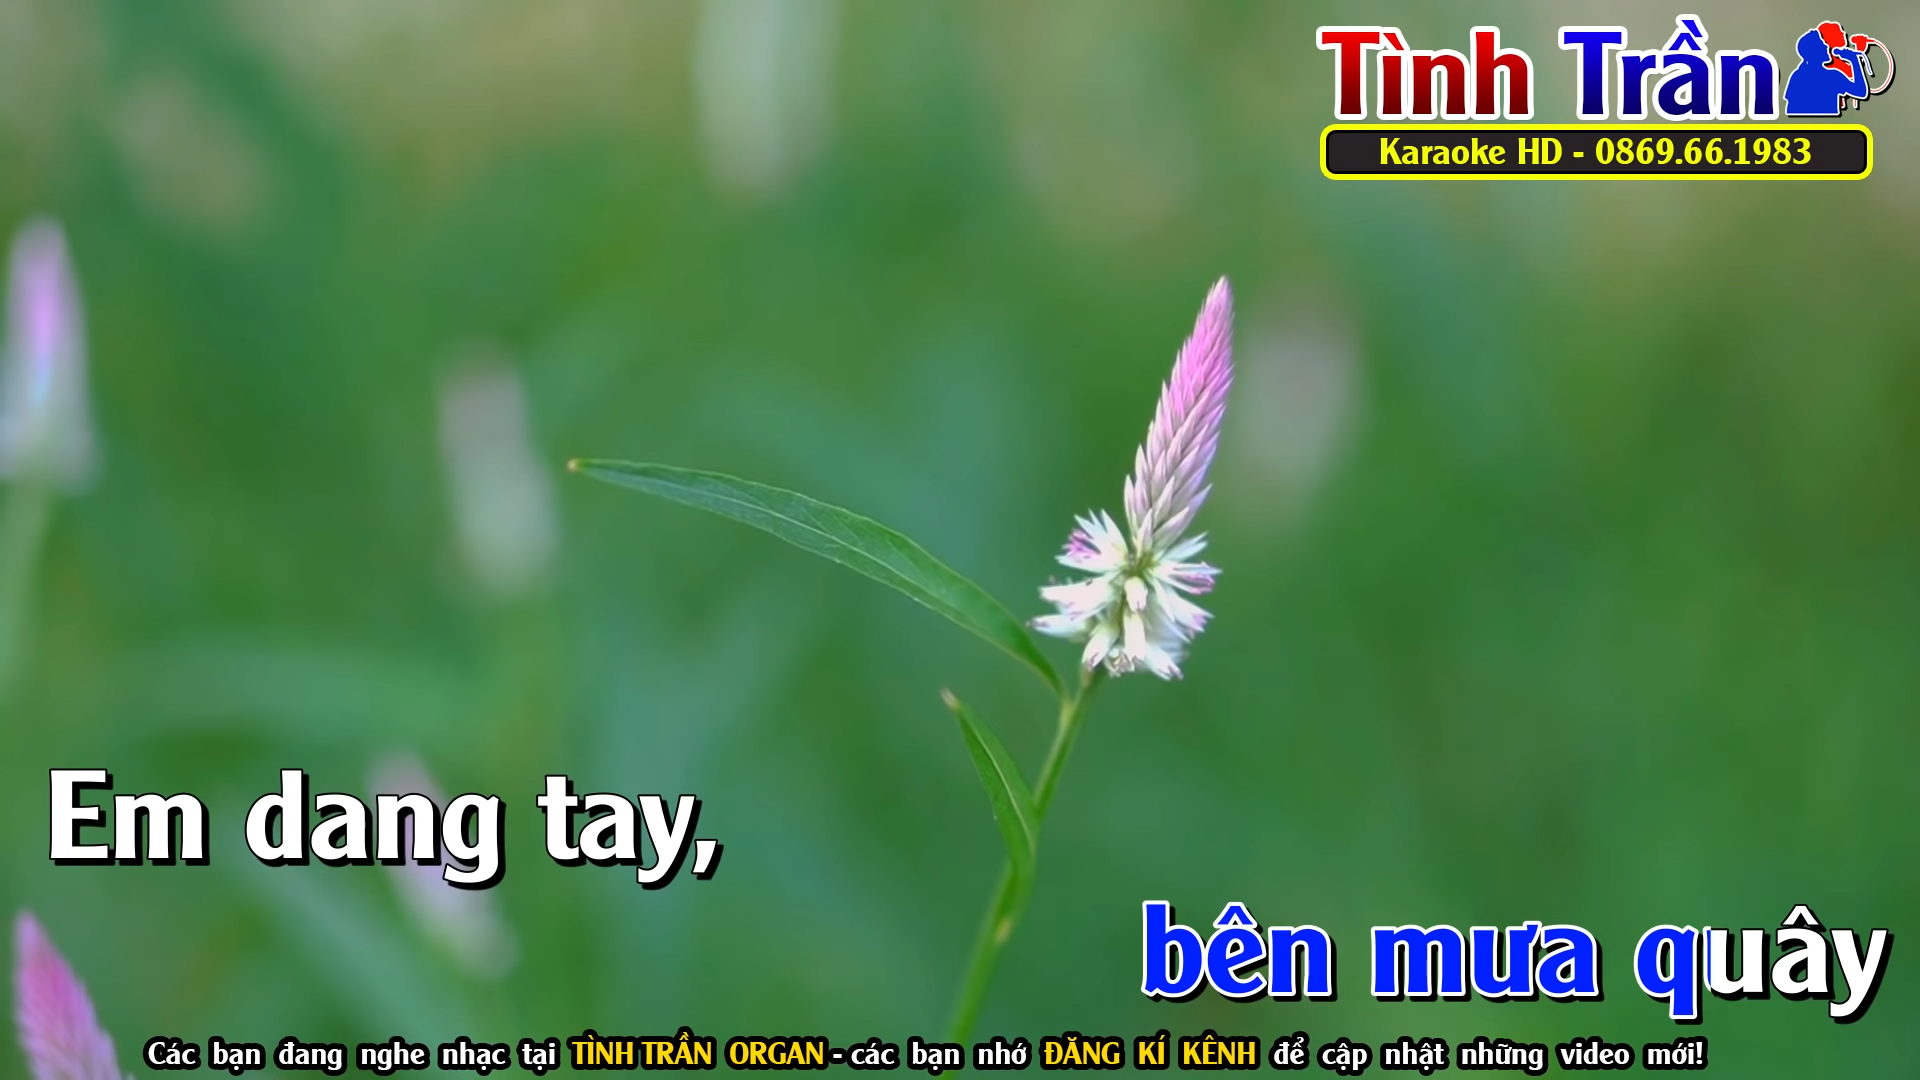 Tình Trần
Karaoke HD - 0869.66.1983
Em dang tay,
bên mưa quây
Các bạn đang nghe nhạc tại TÌNH TRẦN ORGAN - các bạn nhớ ĐĂNG KÍ KÊNH để cập nhật những video mới!